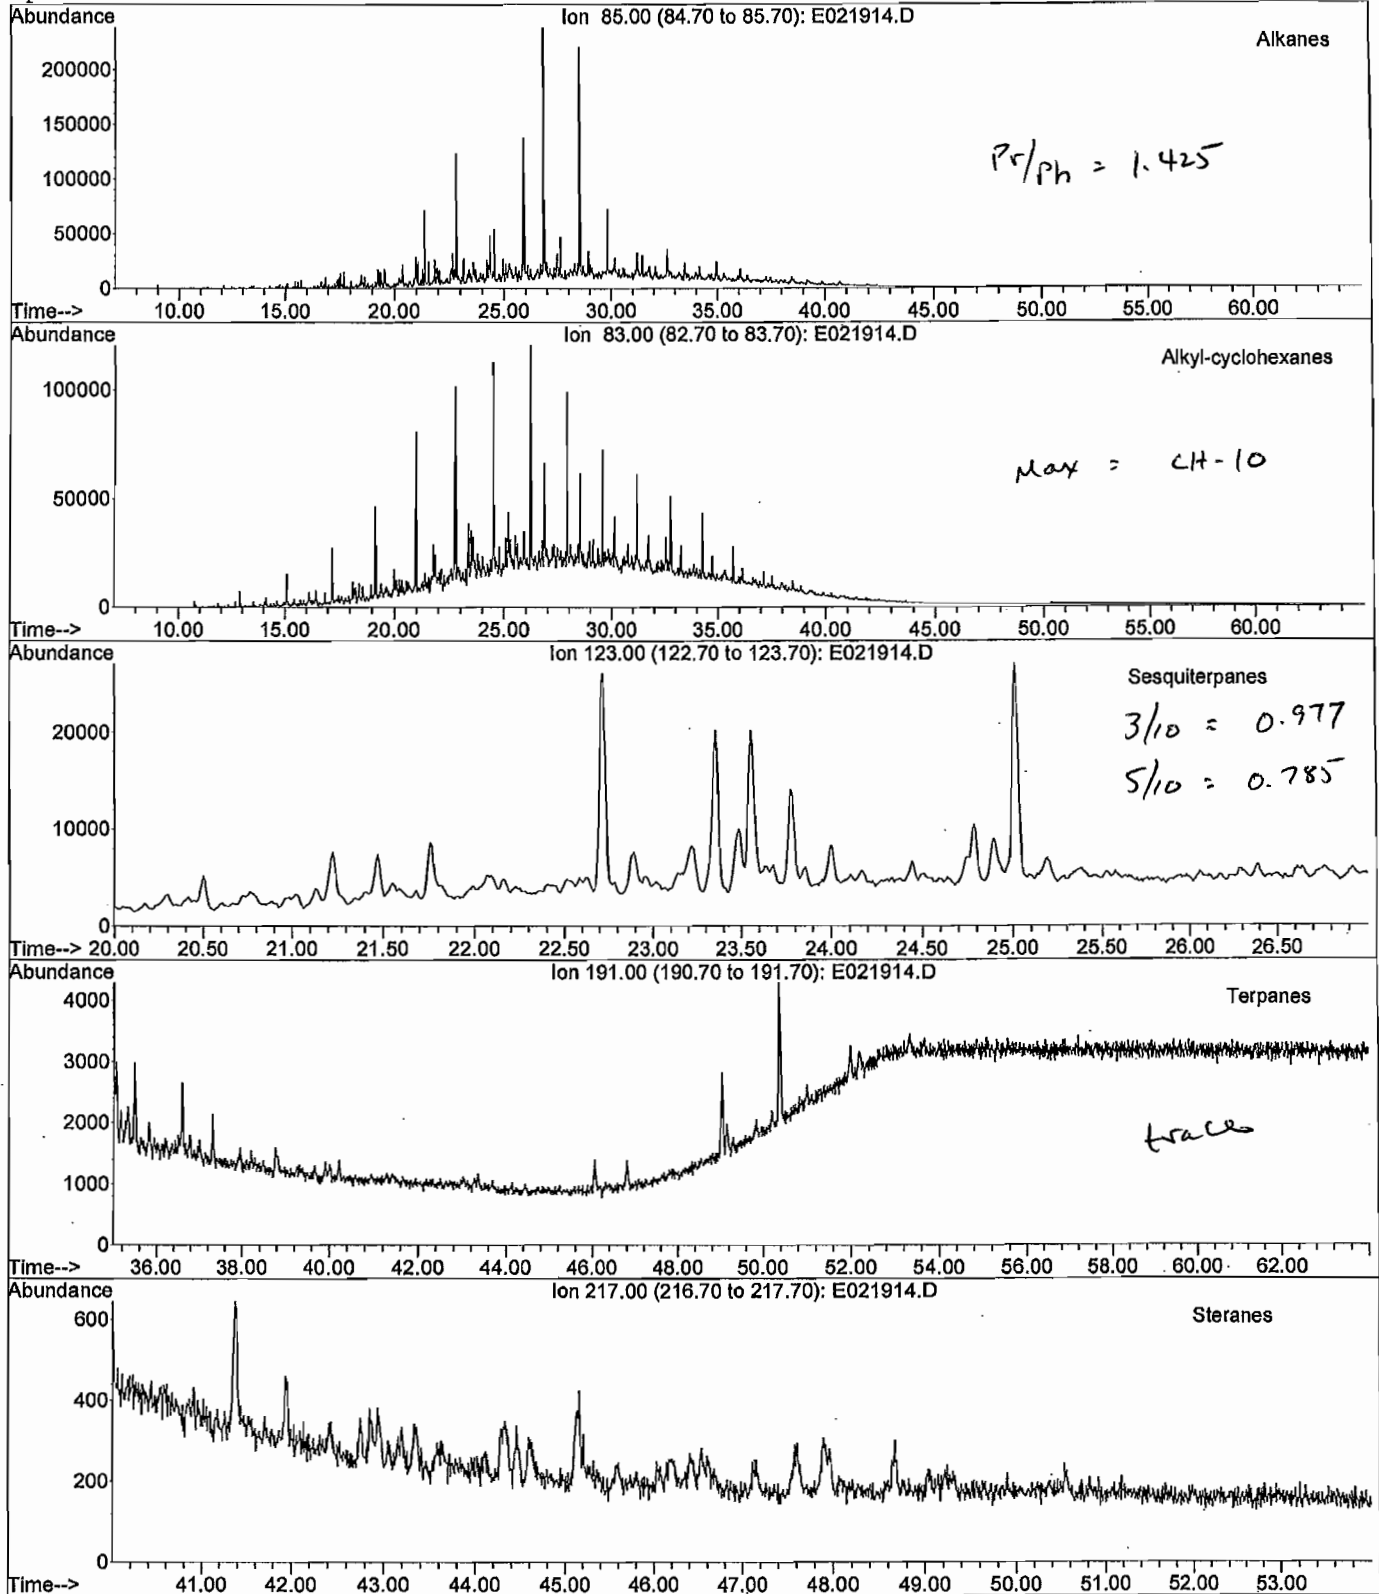 Abundance
Ion 85.00 (84.70 to 85.70): E021914.D
Alkanes
200000
150000
100000
50000
0
Pr/Ph = 1.425
Time-->
10.00 15.00 20.00 25.00 30.00 35.00 40.00 45.00 50.00 55.00 60.00
Abundance
Ion 83.00 (82.70 to 83.70): E021914.D
Alkyl-cyclohexanes
100000
50000
0
Max = CH-10
Time-->
10.00 15.00 20.00 25.00 30.00 35.00 40.00 45.00 50.00 55.00 60.00
Abundance
Ion 123.00 (122.70 to 123.70): E021914.D
Sesquiterpanes
3/10 = 0.977
5/10 = 0.785
20000
10000
0
Time-->
20.00 20.50 21.00 21.50 22.00 22.50 23.00 23.50 24.00 24.50 25.00 25.50 26.00 26.50
Abundance
Ion 191.00 (190.70 to 191.70): E021914.D
Terpanes
4000
3000
2000
1000
0
trace
Time-->
36.00 38.00 40.00 42.00 44.00 46.00 48.00 50.00 52.00 54.00 56.00 58.00 60.00 62.00
Abundance
Ion 217.00 (216.70 to 217.70): E021914.D
Steranes
600
400
200
0
Time-->
41.00 42.00 43.00 44.00 45.00 46.00 47.00 48.00 49.00 50.00 51.00 52.00 53.00